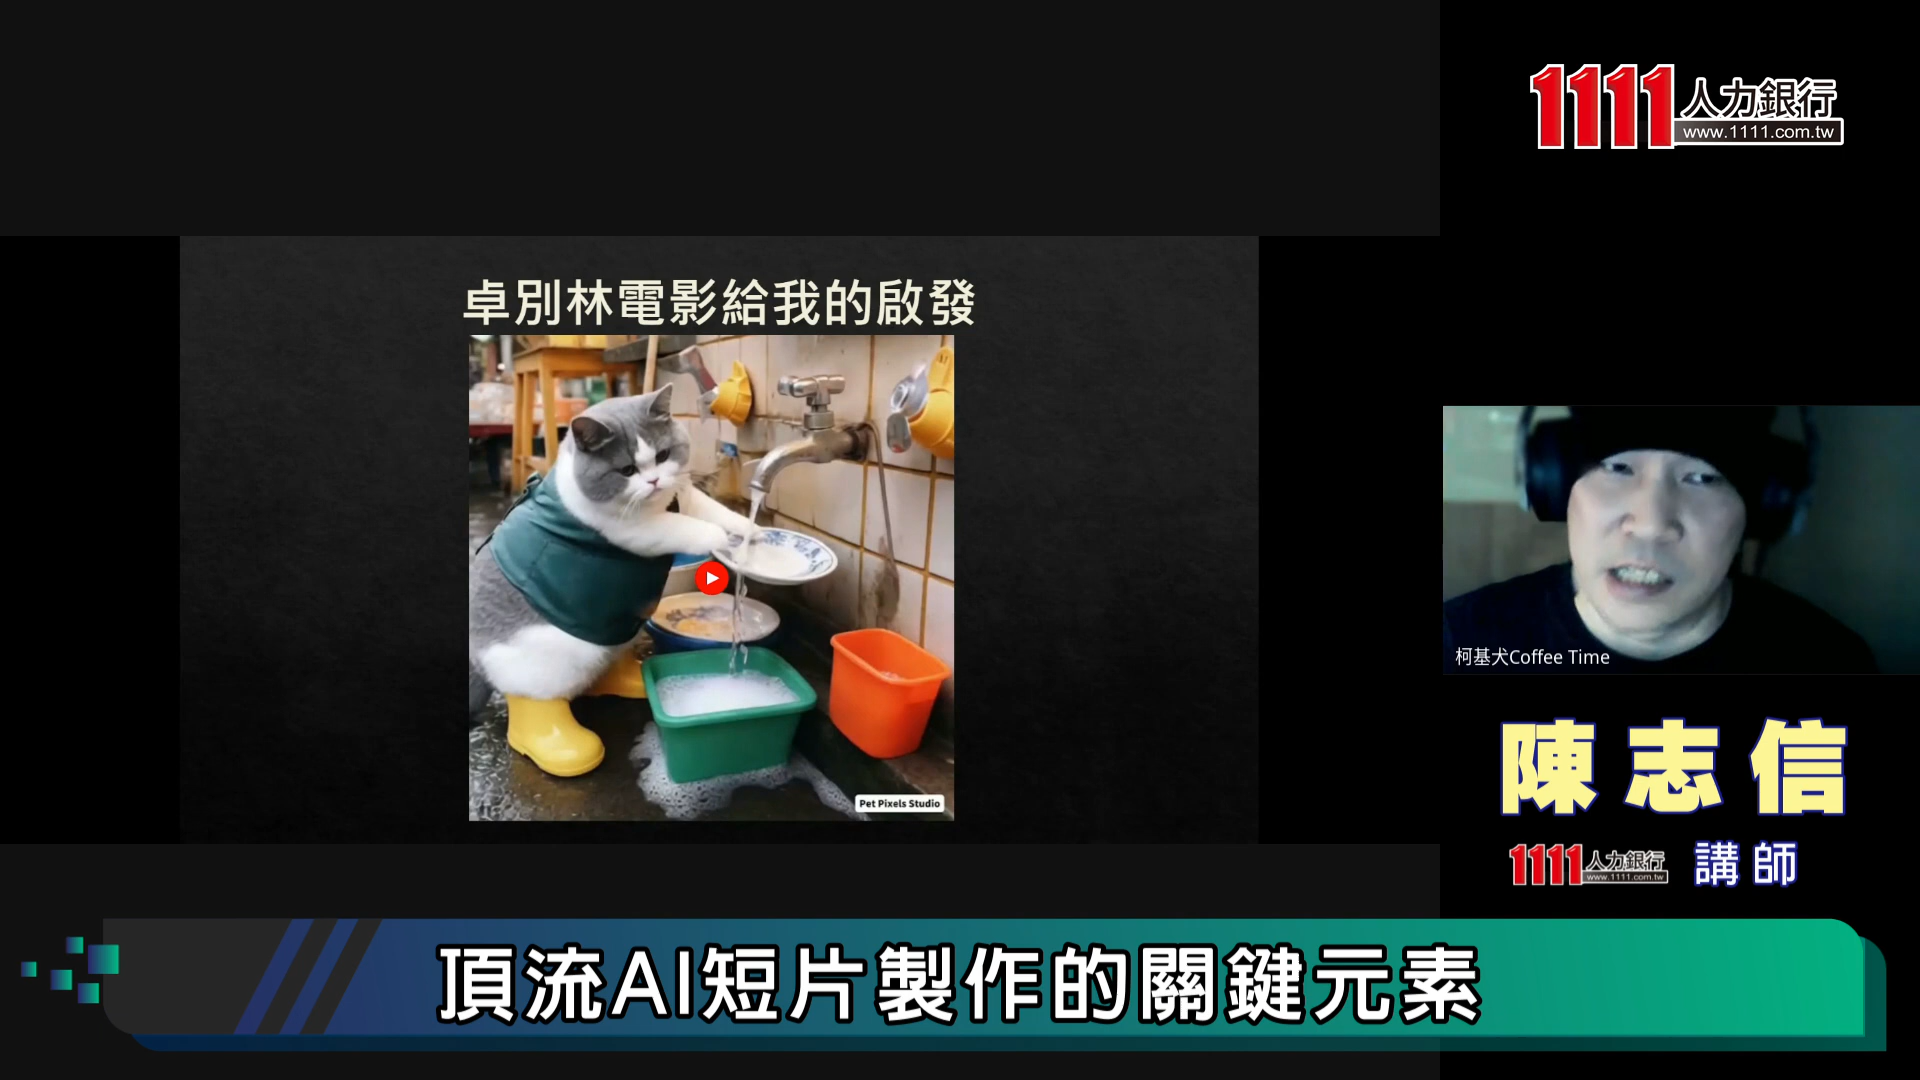 1111人力銀行
www.1111.com.tw
卓別林電影給我的啟發
Pet Pixels Studio
柯基犬Coffee Time
陳志信
1111人力銀行
www.1111.com.tw
講師
頂流AI短片製作的關鍵元素